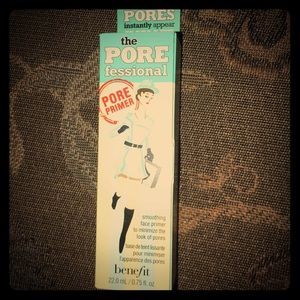 PORES
instantly appear
the
PORE
fessional
PORE
PRIMER
smoothing
face primer
to minimize the
look of pores
base de teint lissante
pour minimiser
l'apparence des pores
benefit
22.0 mL / 0.75 fl. oz.